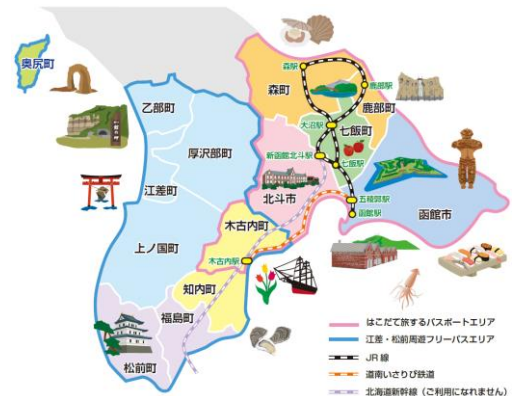 奥尻町
乙部町
厚沢部町
江差町
上ノ国町
木古内町
木古内駅
知内町
福島町
松前町
森駅
森町
鹿部駅
鹿部町
大沼駅
七飯町
新函館北斗駅
七飯駅
北斗市
五稜郭駅
函館駅
函館市
はこだて旅するパスポートエリア
江差・松前周遊フリーパスエリア
JR線
道南いさりび鉄道
北海道新幹線（ご利用になれません）